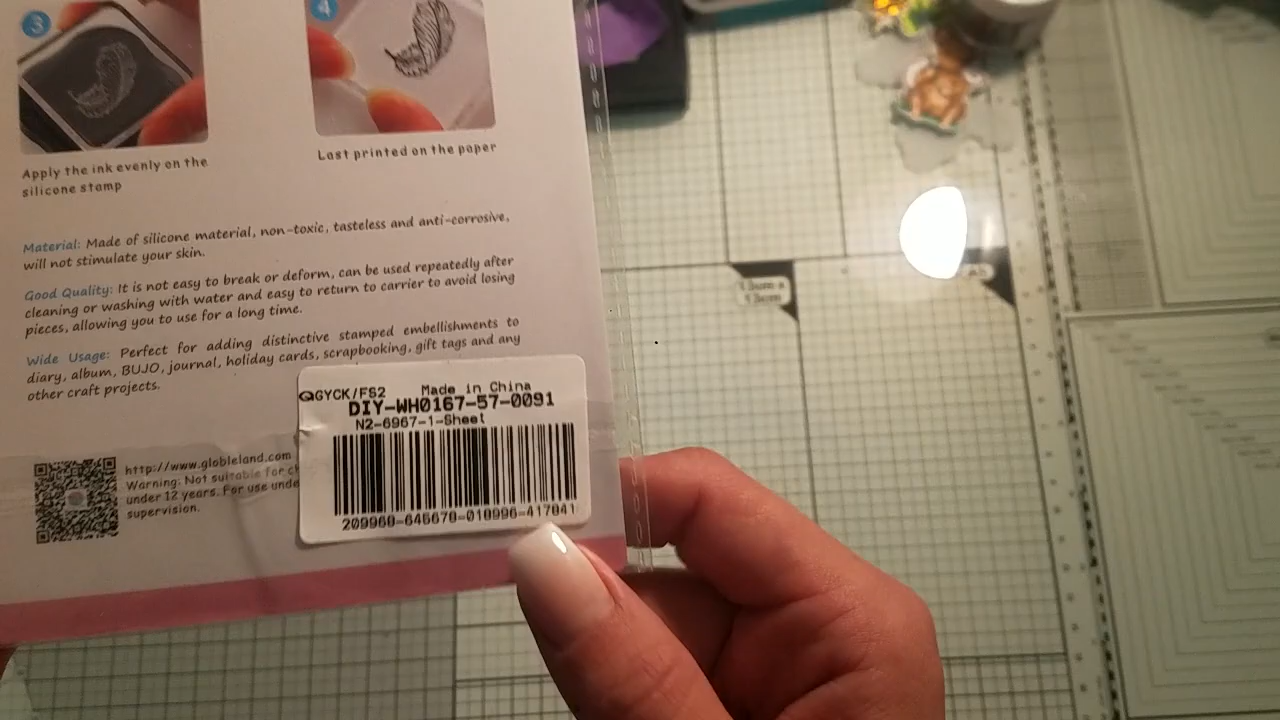 3
4
Apply the ink evenly on the
silicone stamp
Last printed on the paper
Material: Made of silicone material, non-toxic, tasteless and anti-corrosive,
will not stimulate your skin.
Good Quality: It is not easy to break or deform, can be used repeatedly after
cleaning or washing with water and easy to return to carrier to avoid losing
pieces, allowing you to use for a long time.
Wide Usage: Perfect for adding distinctive stamped embellishments to
diary, album, BUJO, journal, holiday cards, scrapbooking, gift tags and any
other craft projects.
QGYCK/FS2 Made in China
DIY-WH0167-57-0091
N2-6967-1-Sheet
209960-645670-010996-417041
http://www.globleland.com
Warning: Not suitable for ch
under 12 years. For use unde
supervision.